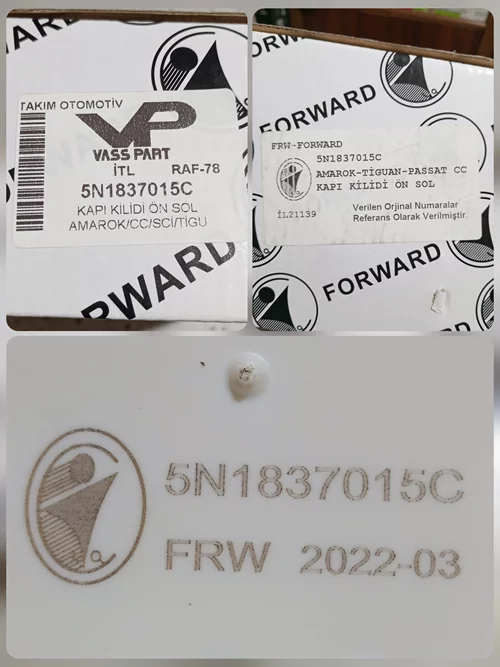 TAKIM OTOMOTİV
VP
VASS PART
İTL RAF-78
5N1837015C
KAPI KİLİDİ ÖN SOL
AMAROK/CC/SCİ/TİGU
FORWARD
FORWARD
FRW-FORWARD
5N1837015C
AMAROK-TİGUAN-PASSAT CC
KAPI KİLİDİ ÖN SOL
İL21139
Verilen Orjinal Numaralar
Referans Olarak Verilmiştir.
FORWARD
5N1837015C
FRW 2022-03